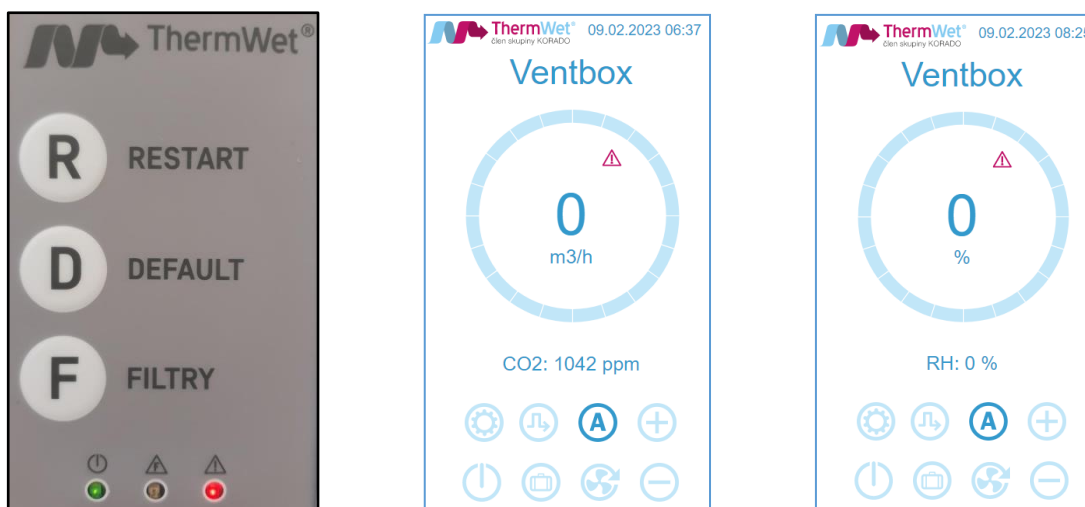 ThermWet®
R RESTART
D DEFAULT
F FILTRY
ThermWet®
člen skupiny KORADO
09.02.2023 06:37
Ventbox
0
m3/h
CO2: 1042 ppm
A
ThermWet®
člen skupiny KORADO
09.02.2023 08:25
Ventbox
0
%
RH: 0 %
A